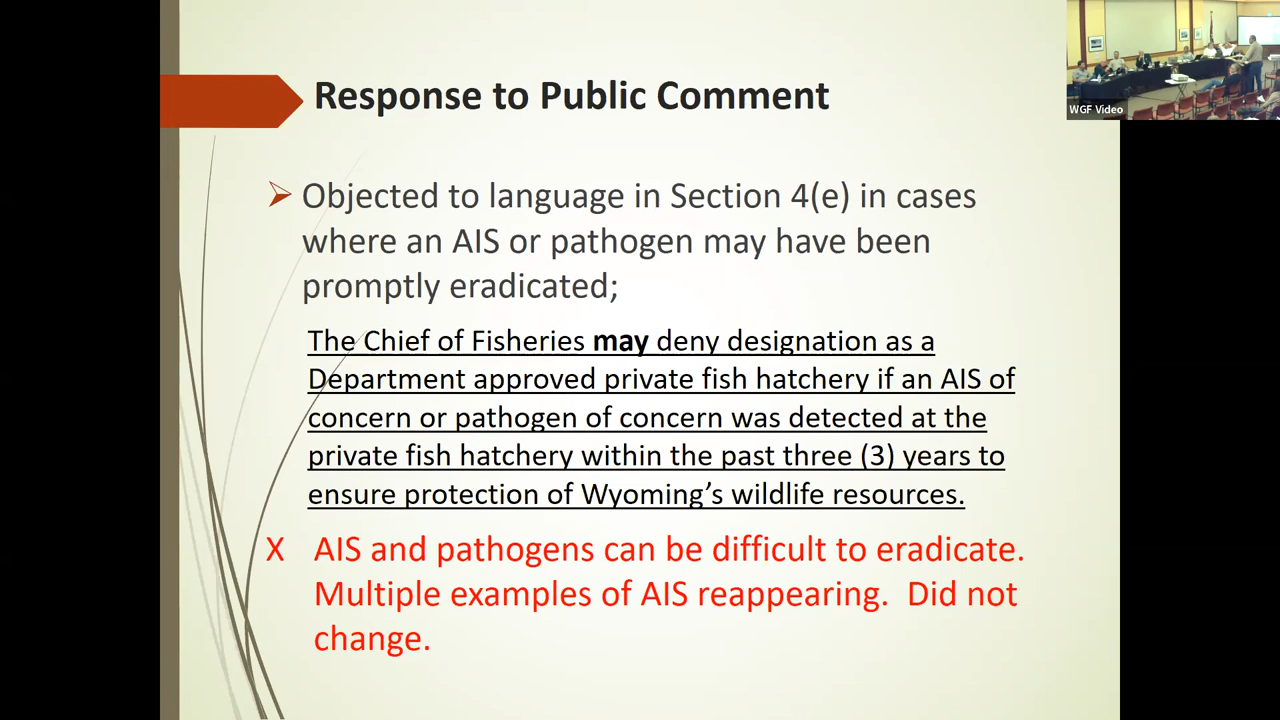 WGF Video
Response to Public Comment
Objected to language in Section 4(e) in cases
where an AIS or pathogen may have been
promptly eradicated;
The Chief of Fisheries may deny designation as a
Department approved private fish hatchery if an AIS of
concern or pathogen of concern was detected at the
private fish hatchery within the past three (3) years to
ensure protection of Wyoming’s wildlife resources.
X AIS and pathogens can be difficult to eradicate.
Multiple examples of AIS reappearing. Did not
change.